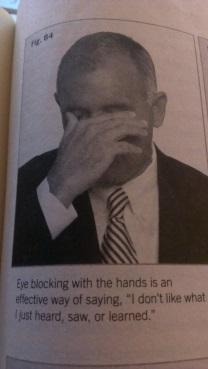 Fig. 84
Eye blocking with the hands is an
effective way of saying, “I don’t like what
I just heard, saw, or learned.”